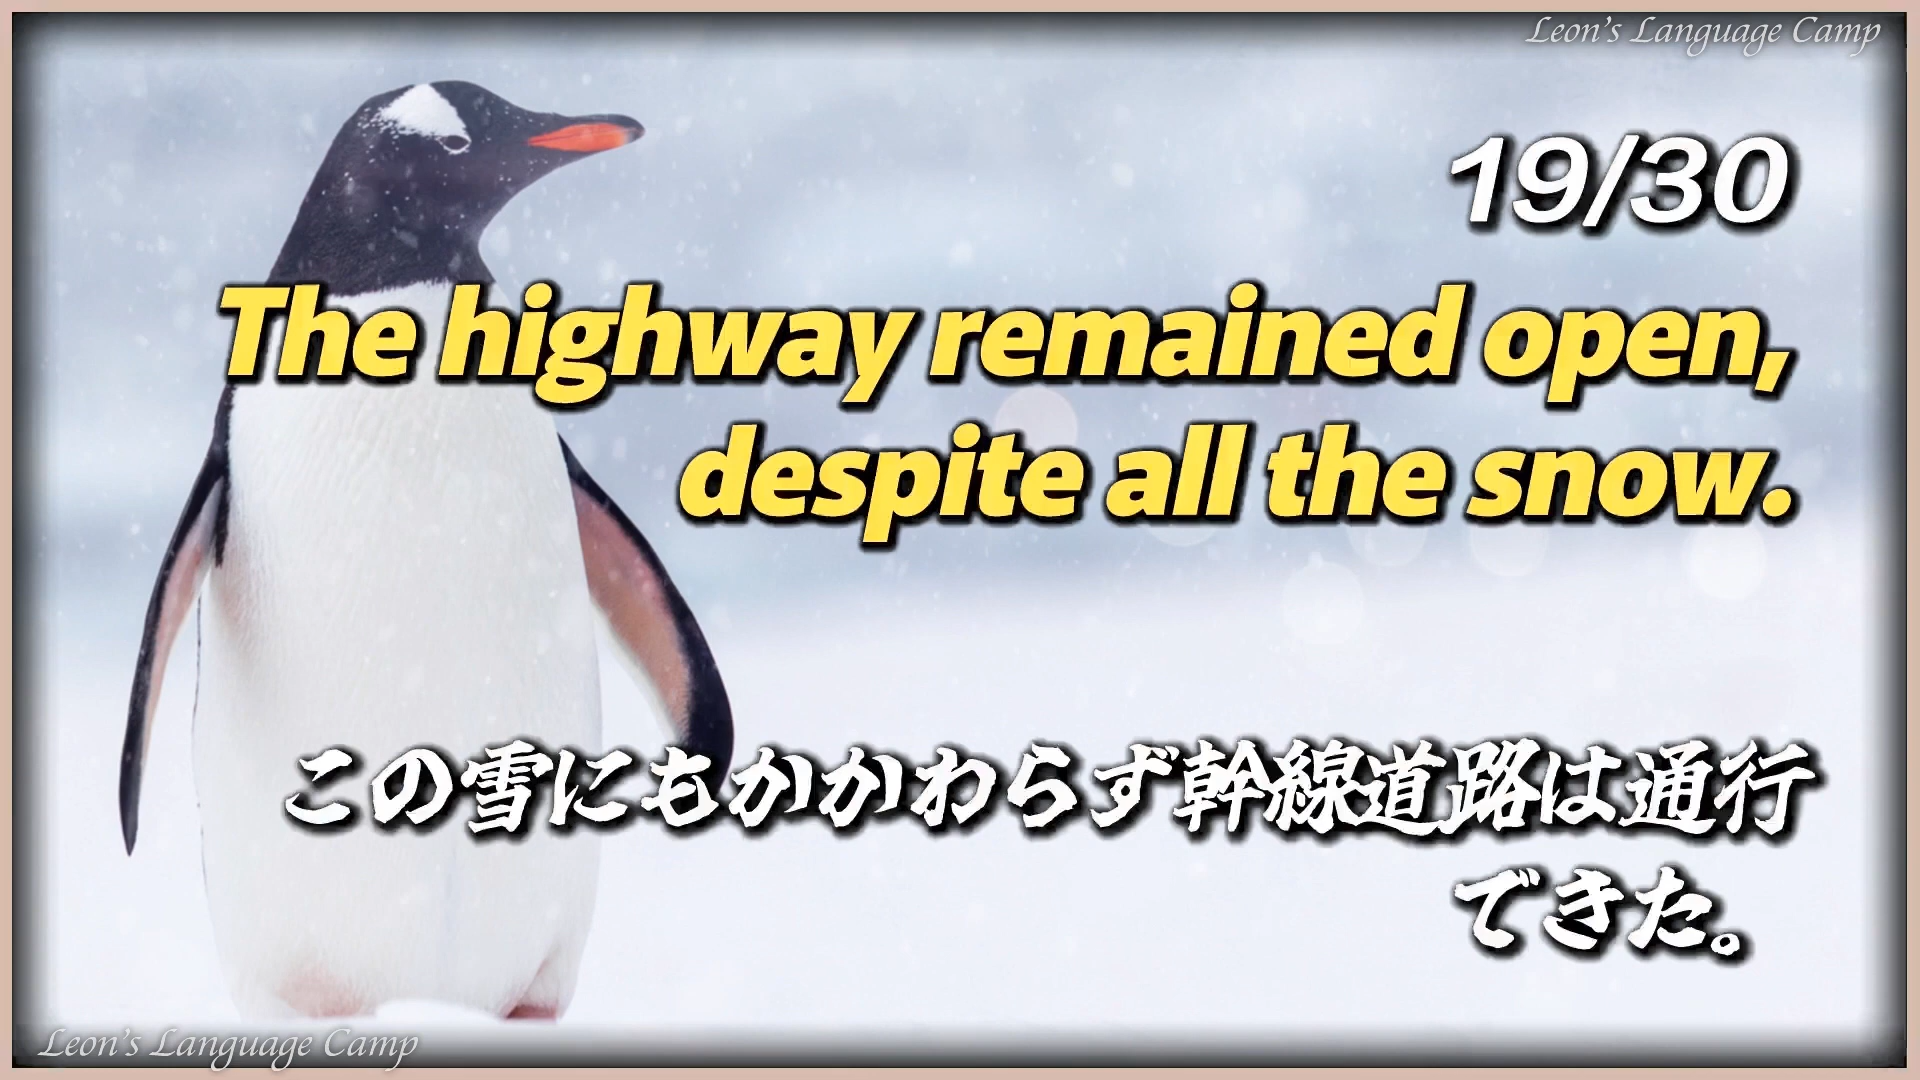 Leon's Language Camp
19/30
The highway remained open,
despite all the snow.
この雪にもかかわらず幹線道路は通行
できた。
Leon's Language Camp